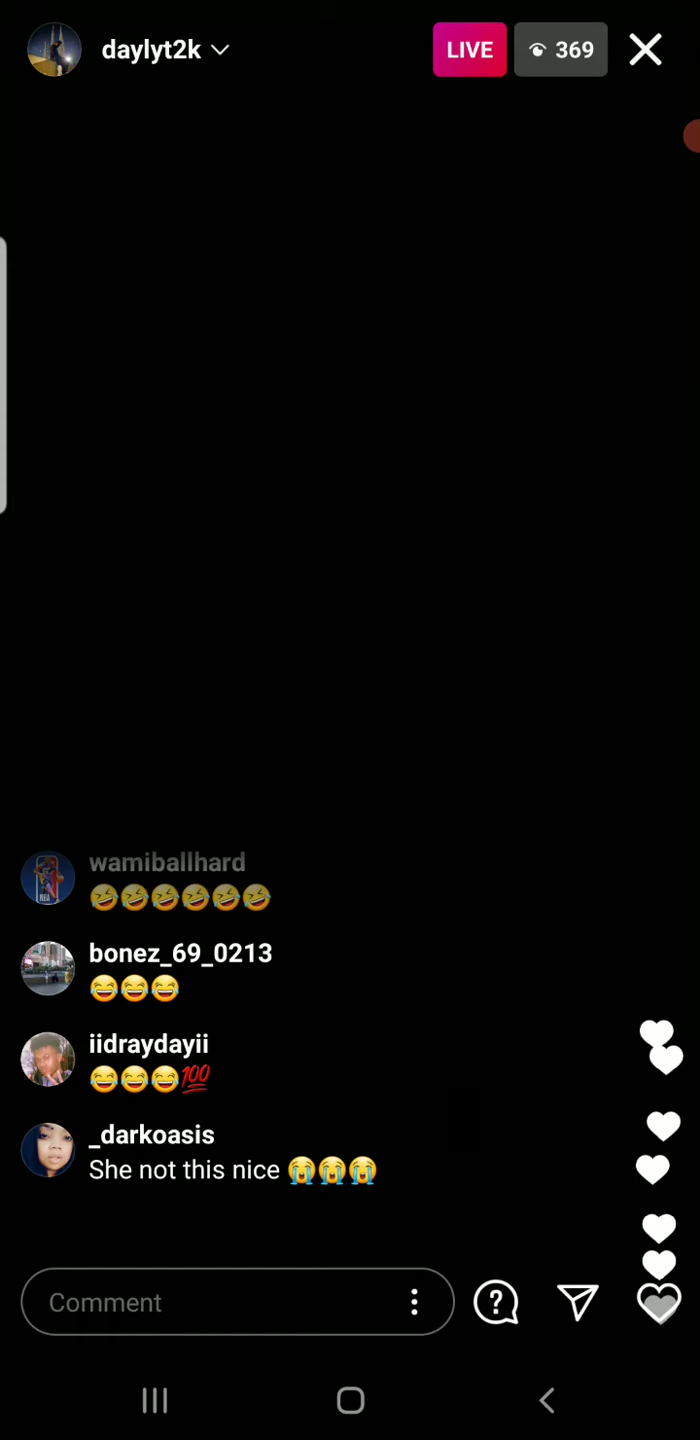 daylyt2k
LIVE
369
wamiballhard
🤣🤣🤣🤣🤣🤣
bonez_69_0213
😂😂😂
iidraydayii
😂😂😂💯
_darkoasis
She not this nice 😭😭😭
Comment